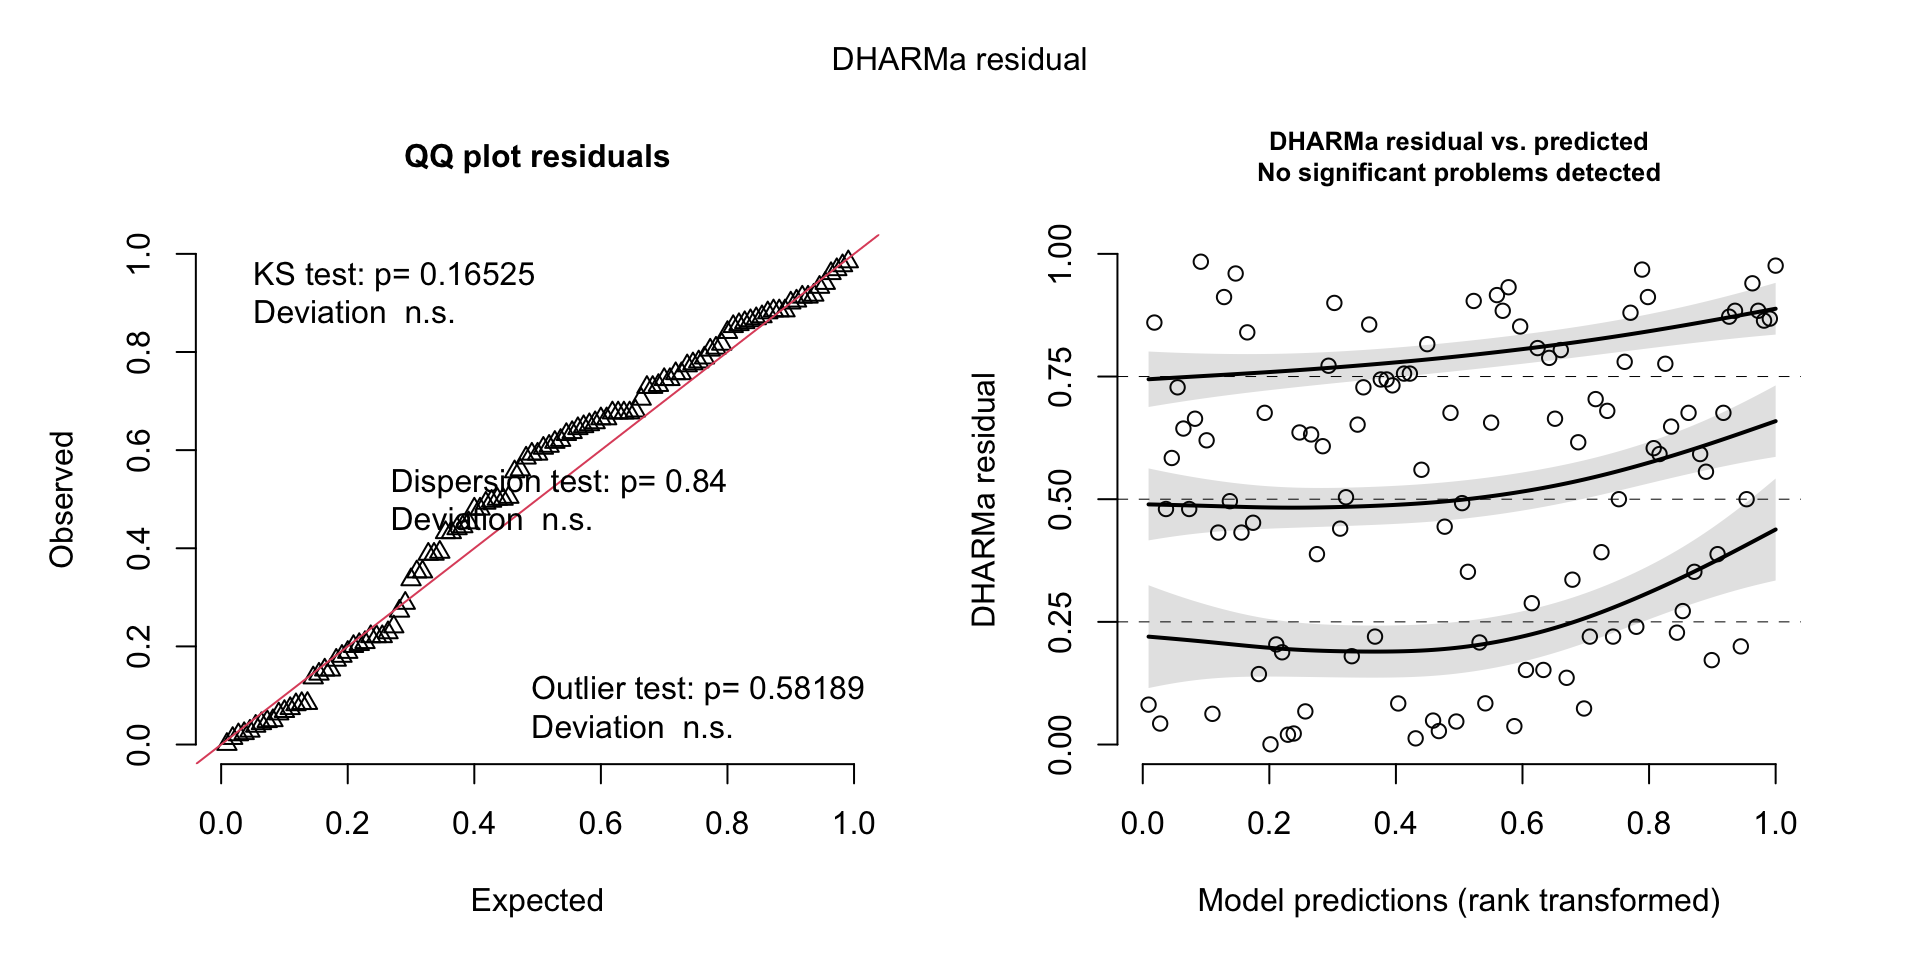 DHARMa residual
QQ plot residuals
KS test: p= 0.16525
Deviation  n.s.
Dispersion test: p= 0.84
Deviation  n.s.
Outlier test: p= 0.58189
Deviation  n.s.
Observed
0.0 0.2 0.4 0.6 0.8 1.0
0.0 0.2 0.4 0.6 0.8 1.0
Expected
DHARMa residual vs. predicted
No significant problems detected
DHARMa residual
0.00 0.25 0.50 0.75 1.00
0.0 0.2 0.4 0.6 0.8 1.0
Model predictions (rank transformed)